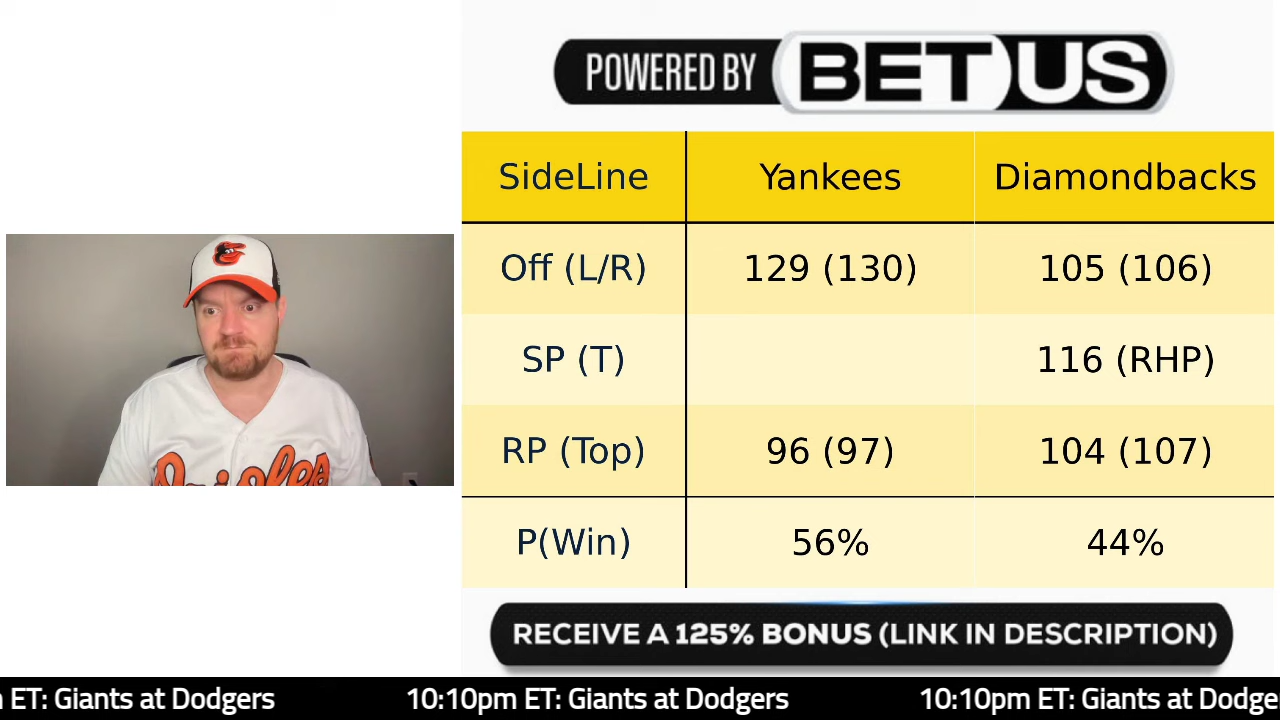 POWERED BY BETUS
SideLine Yankees Diamondbacks
Off (L/R) 129 (130) 105 (106)
SP (T) 116 (RHP)
RP (Top) 96 (97) 104 (107)
P(Win) 56% 44%
RECEIVE A 125% BONUS (LINK IN DESCRIPTION)
Orioles
ET: Giants at Dodgers 10:10pm ET: Giants at Dodgers 10:10pm ET: Giants at Dodge